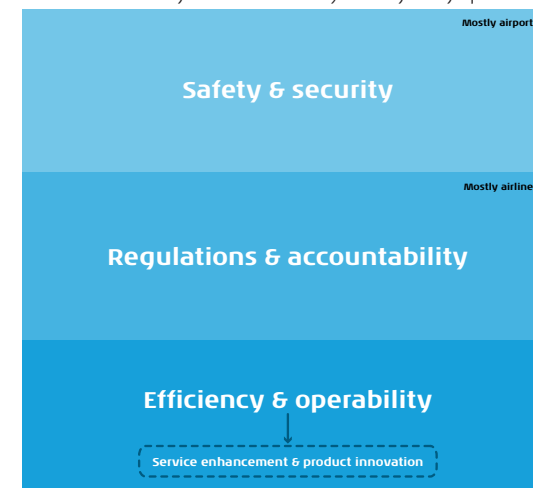 Mostly airport
Safety & security
Mostly airline
Regulations & accountability
Efficiency & operability
Service enhancement & product innovation